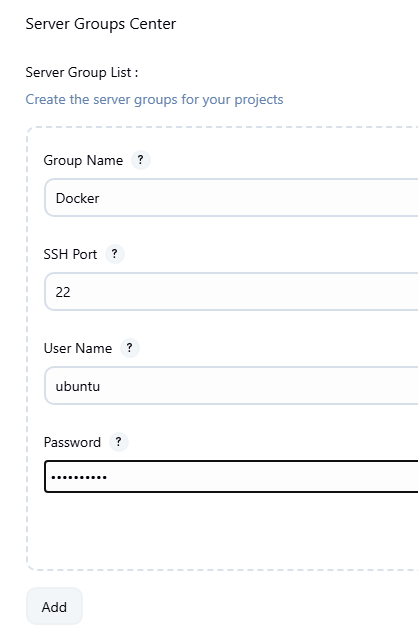 Server Groups Center
Server Group List :
Create the server groups for your projects
Group Name ?
Docker
SSH Port ?
22
User Name ?
ubuntu
Password ?
••••••••••
Add